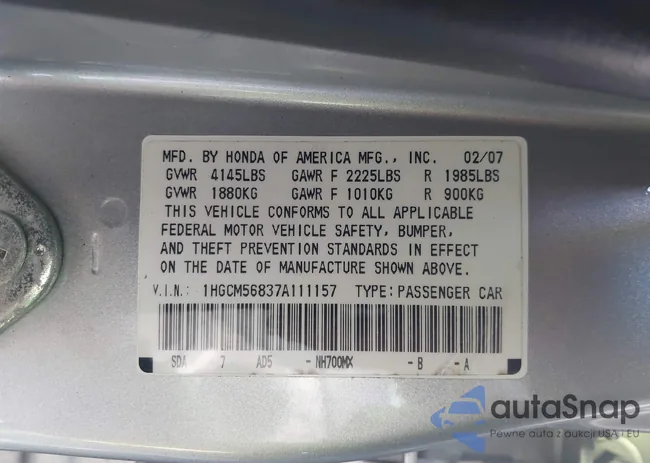 MFD. BY HONDA OF AMERICA MFG., INC. 02/07
GVWR 4145LBS GAWR F 2225LBS R 1985LBS
GVWR 1880KG GAWR F 1010KG R 900KG
THIS VEHICLE CONFORMS TO ALL APPLICABLE
FEDERAL MOTOR VEHICLE SAFETY, BUMPER,
AND THEFT PREVENTION STANDARDS IN EFFECT
ON THE DATE OF MANUFACTURE SHOWN ABOVE.
V.I.N.: 1HGCM56837A111157 TYPE: PASSENGER CAR
SDA 7 AD5 - NH700MX - B - A
autaSnap
Pewne auta z aukcji USA i EU